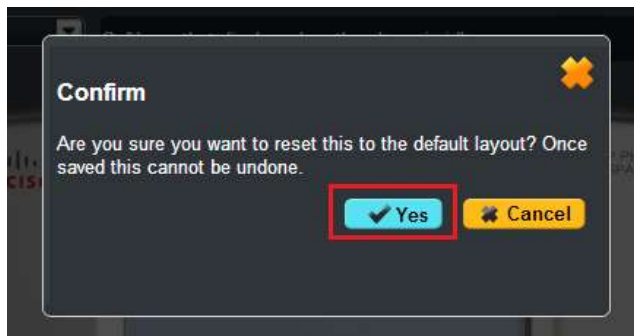 Confirm
Are you sure you want to reset this to the default layout? Once
saved this cannot be undone.
Yes
Cancel